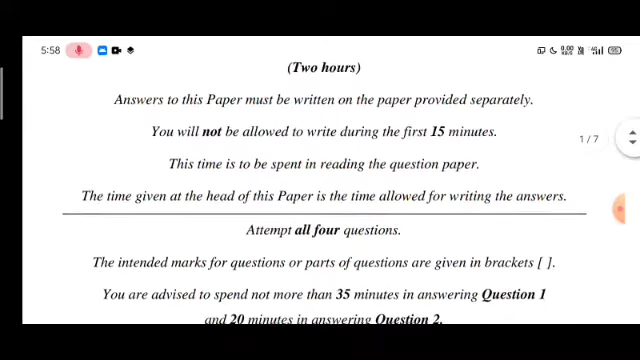 5:58
(Two hours)
Answers to this Paper must be written on the paper provided separately.
You will not be allowed to write during the first 15 minutes.
1 / 7
This time is to be spent in reading the question paper.
The time given at the head of this Paper is the time allowed for writing the answers.
Attempt all four questions.
The intended marks for questions or parts of questions are given in brackets [ ].
You are advised to spend not more than 35 minutes in answering Question 1
and 20 minutes in answering Question 2.